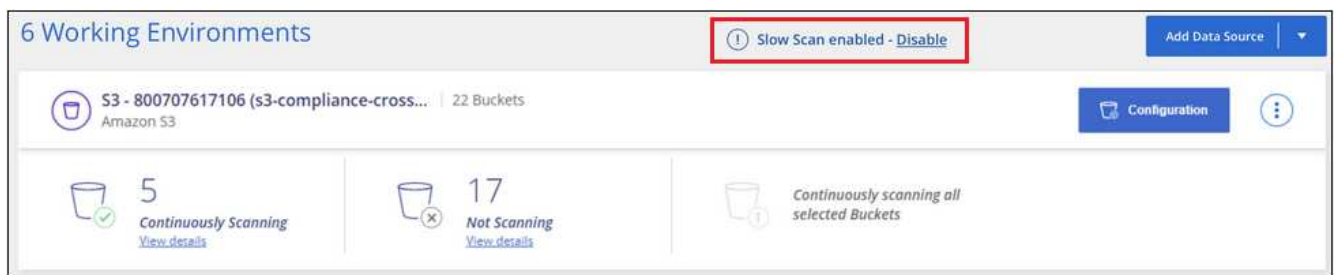 6 Working Environments
Slow Scan enabled - Disable
Add Data Source
S3 - 800707617106 (s3-compliance-cross... | 22 Buckets
Amazon S3
Configuration
5
Continuously Scanning
View details
17
Not Scanning
View details
Continuously scanning all
selected Buckets